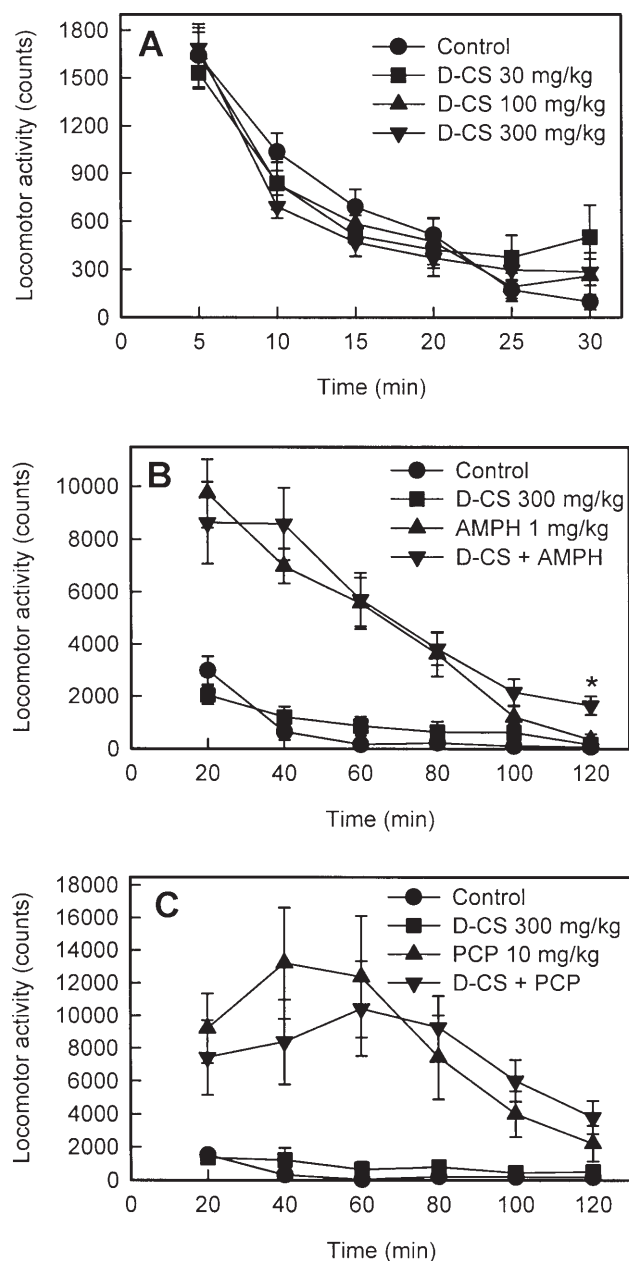 A
Locomotor activity (counts)
1800
1500
1200
900
600
300
0
Control
D-CS 30 mg/kg
D-CS 100 mg/kg
D-CS 300 mg/kg
0 5 10 15 20 25 30
Time (min)
B
Locomotor activity (counts)
10000
8000
6000
4000
2000
0
Control
D-CS 300 mg/kg
AMPH 1 mg/kg
D-CS + AMPH
*
20 40 60 80 100 120
Time (min)
C
Locomotor activity (counts)
18000
16000
14000
12000
10000
8000
6000
4000
2000
0
Control
D-CS 300 mg/kg
PCP 10 mg/kg
D-CS + PCP
20 40 60 80 100 120
Time (min)